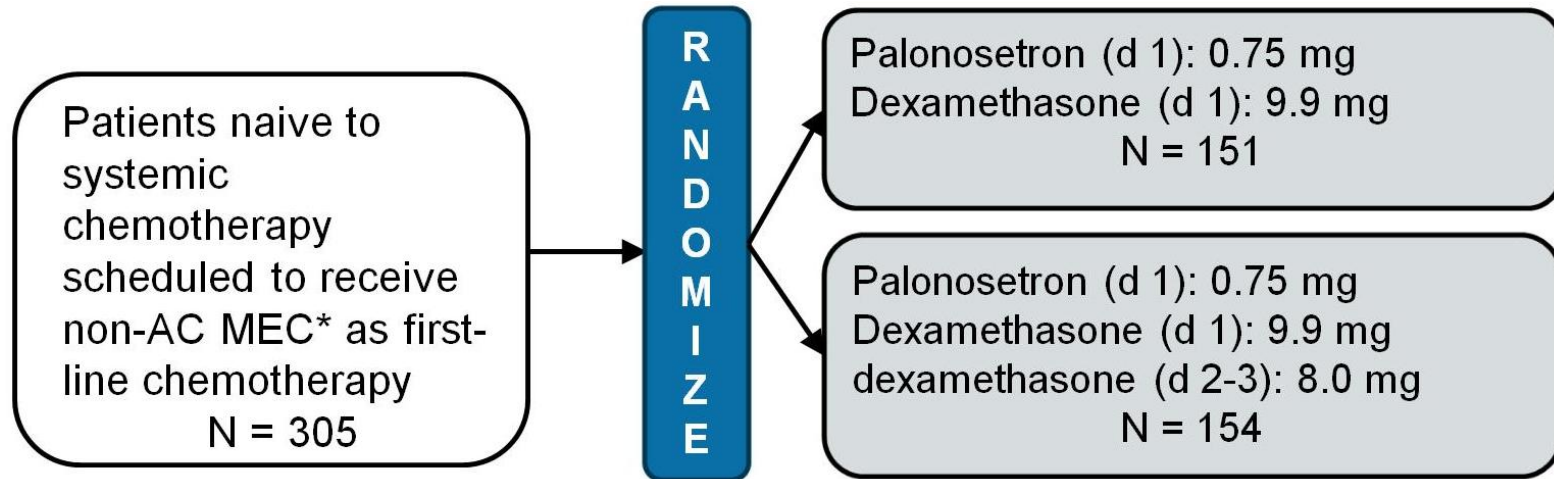 Patients naive to
systemic
chemotherapy
scheduled to receive
non-AC MEC* as first-
line chemotherapy
N = 305
RANDOMIZE
Palonosetron (d 1): 0.75 mg
Dexamethasone (d 1): 9.9 mg
N = 151
Palonosetron (d 1): 0.75 mg
Dexamethasone (d 1): 9.9 mg
dexamethasone (d 2-3): 8.0 mg
N = 154